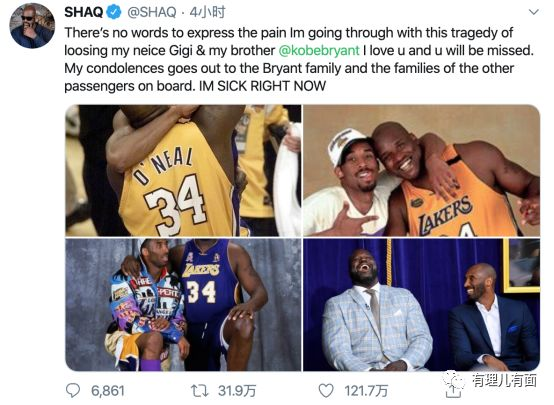 SHAQ @SHAQ · 4小时
There's no words to express the pain Im going through with this tragedy of
loosing my neice Gigi & my brother @kobebryant I love u and u will be missed.
My condolences goes out to the Bryant family and the families of the other
passengers on board. IM SICK RIGHT NOW
O'NEAL
34
LAKERS
LAKERS
34
6,861 31.9万 121.7万
有理儿有面